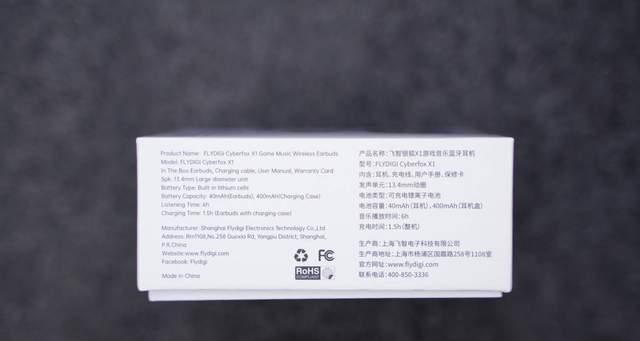 Product Name: FLYDIGI Cyberfox X1 Game Music Wireless Earbuds
Model: FLYDIGI Cyberfox X1
In The Box: Earbuds, Charging cable, User Manual, Warranty Card
Spk: 13.4mm Large diameter unit
Battery Type: Built in lithium cells
Battery Capacity: 40mAh(Earbuds), 400mAh(Charging Case)
Listening Time: 6h
Charging Time: 1.5h (Earbuds with charging case)
Manufacturer: Shanghai Flydigi Electronics Technology Co.,Ltd
Address: Rm1108,No.258 Guoxia Rd, Yangpu District, Shanghai,
P.R.China
Website:www.flydigi.com
Facebook: Flydigi
Made in China
FC
RoHS
COMPLIANT
产品名称：飞智银狐X1游戏音乐蓝牙耳机
型号：FLYDIGI Cyberfox X1
内含：耳机, 充电线, 用户手册, 保修卡
发声单元：13.4mm动圈
电池类型：可充电锂离子电池
电池容量：40mAh（耳机），400mAh（耳机盒）
音乐播放时间：6h
充电时间：1.5h（整机）
生产商：上海飞智电子科技有限公司
生产商地址：上海市杨浦区国霞路258号1108室
官方网址：www.flydigi.com
联系电话：400-850-3336